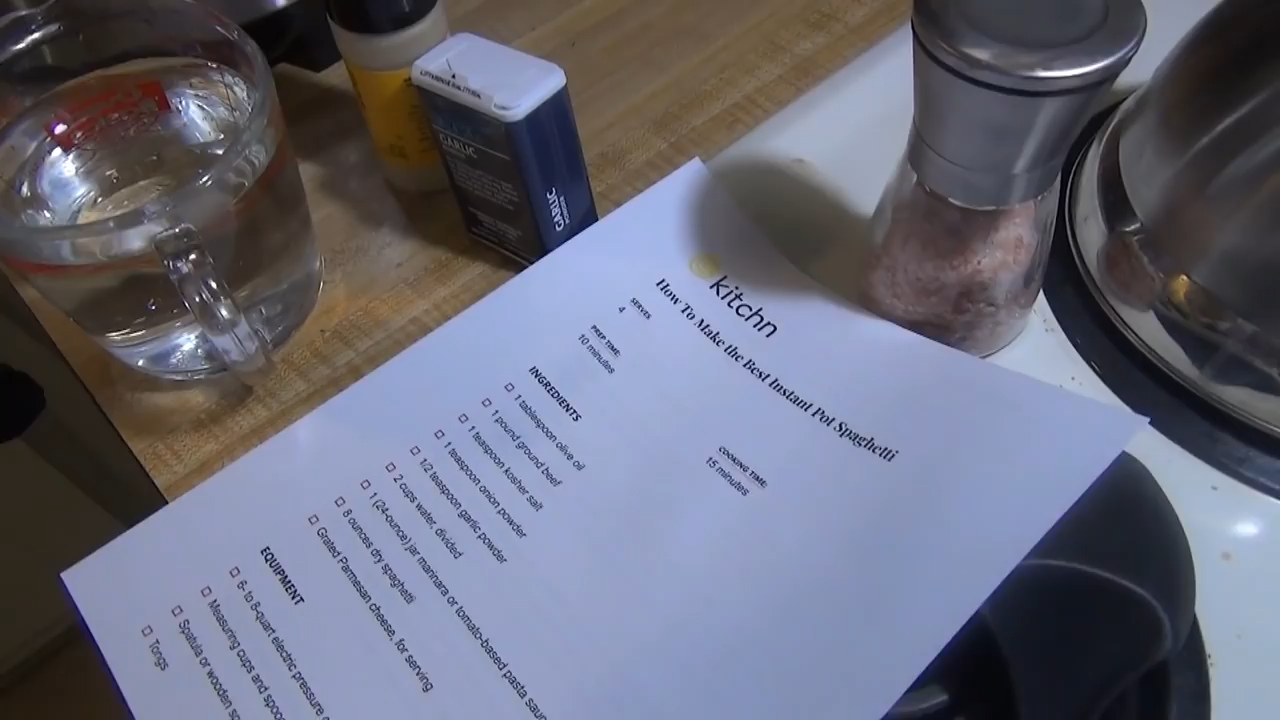 GARLIC
GARLIC
POWDER
kitchn
How To Make the Best Instant Pot Spaghetti
SERVES
4
PREP TIME:
10 minutes
COOKING TIME:
15 minutes
INGREDIENTS
1 tablespoon olive oil
1 pound ground beef
1 teaspoon kosher salt
1 teaspoon onion powder
1/2 teaspoon garlic powder
2 cups water, divided
1 (24-ounce) jar marinara or tomato-based pasta
8 ounces dry spaghetti
Grated Parmesan cheese, for serving
EQUIPMENT
6- to 8-quart electric pressure
Measuring cups and
Spatula or wooden
Tongs